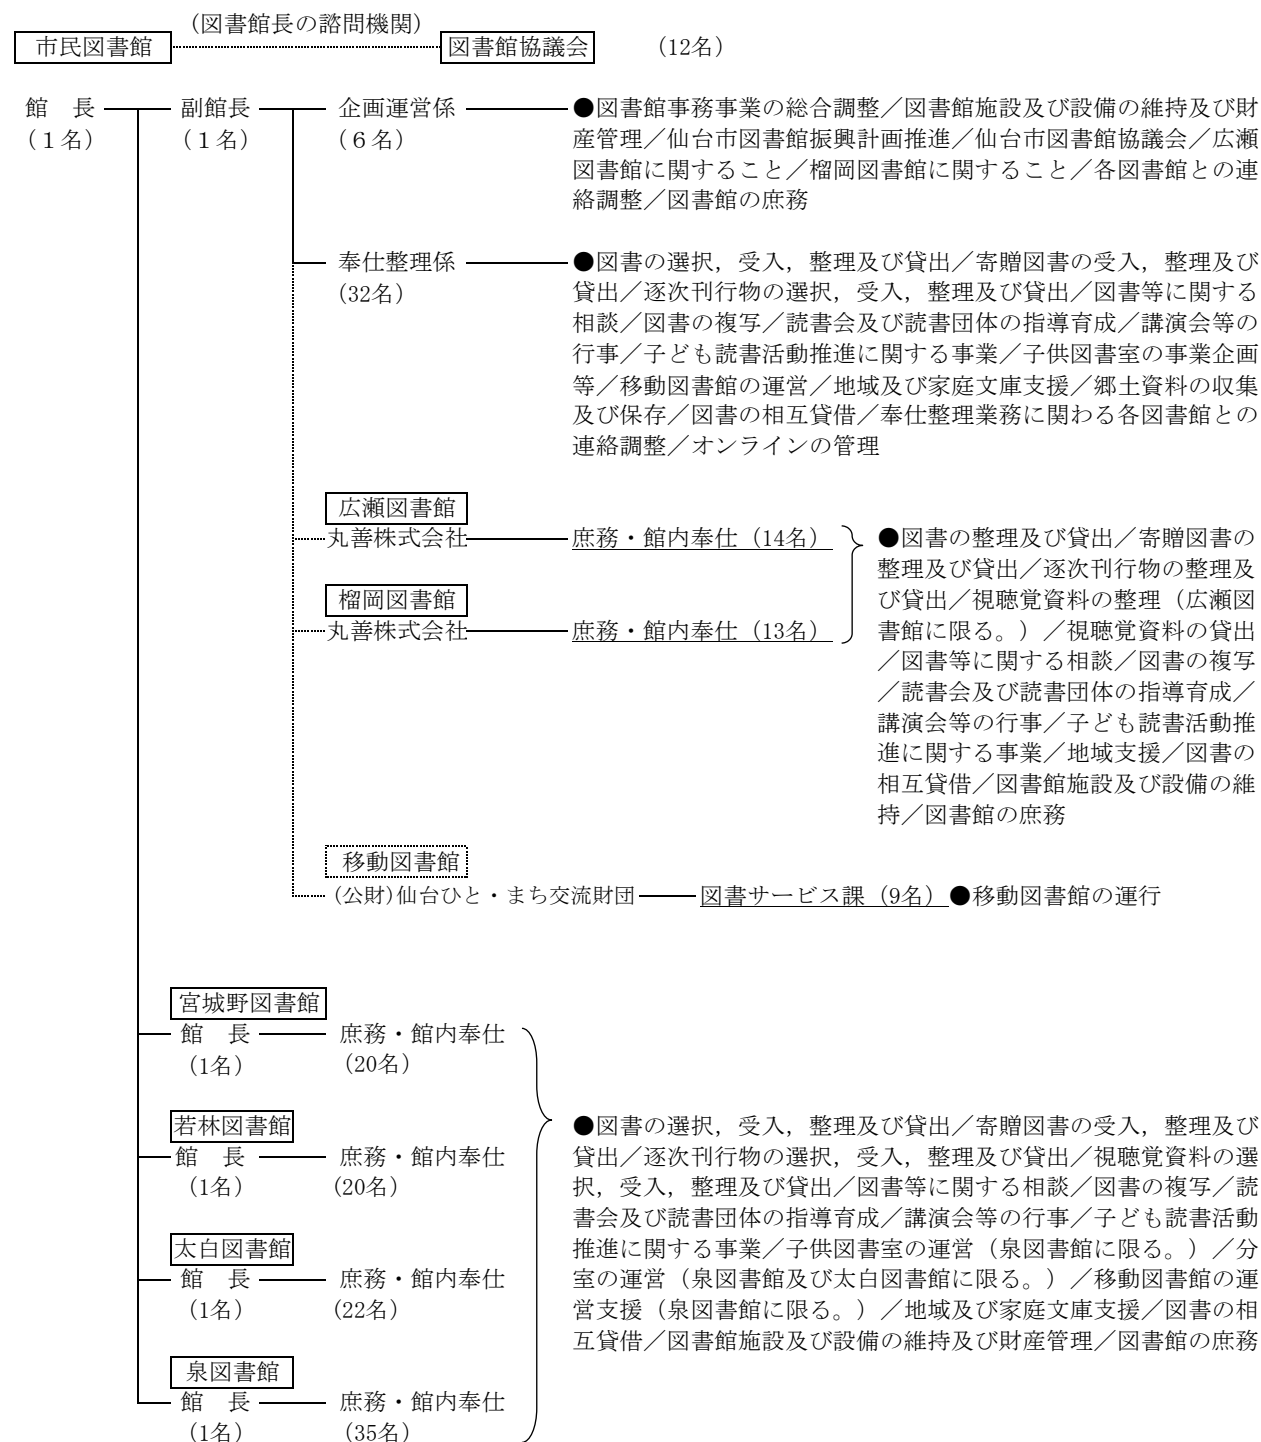 （図書館長の諮問機関）
市民図書館 図書館協議会 （12名）
館　長 副館長 企画運営係 ●図書館事務事業の総合調整／図書館施設及び設備の維持及び財
（１名） （１名） （６名） 産管理／仙台市図書館振興計画推進／仙台市図書館協議会／広瀬
図書館に関すること／榴岡図書館に関すること／各図書館との連
絡調整／図書館の庶務
奉仕整理係 ●図書の選択，受入，整理及び貸出／寄贈図書の受入，整理及び
（32名） 貸出／逐次刊行物の選択，受入，整理及び貸出／図書等に関する
相談／図書の複写／読書会及び読書団体の指導育成／講演会等の
行事／子ども読書活動推進に関する事業／子供図書室の事業企画
等／移動図書館の運営／地域及び家庭文庫支援／郷土資料の収集
及び保存／図書の相互貸借／奉仕整理業務に関わる各図書館との
連絡調整／オンラインの管理
広瀬図書館
丸善株式会社 庶務・館内奉仕（14名）
榴岡図書館
丸善株式会社 庶務・館内奉仕（13名）
●図書の整理及び貸出／寄贈図書の
整理及び貸出／逐次刊行物の整理及
び貸出／視聴覚資料の整理（広瀬図
書館に限る。）／視聴覚資料の貸出
／図書等に関する相談／図書の複写
／読書会及び読書団体の指導育成／
講演会等の行事／子ども読書活動推
進に関する事業／地域支援／図書の
相互貸借／図書館施設及び設備の維
持／図書館の庶務
移動図書館
(公財)仙台ひと・まち交流財団 図書サービス課（9名） ●移動図書館の運行
宮城野図書館
館　長 庶務・館内奉仕
（1名） （20名）
若林図書館
館　長 庶務・館内奉仕
（1名） （20名）
太白図書館
館　長 庶務・館内奉仕
（1名） （22名）
泉図書館
館　長 庶務・館内奉仕
（1名） （35名）
●図書の選択，受入，整理及び貸出／寄贈図書の受入，整理及び
貸出／逐次刊行物の選択，受入，整理及び貸出／視聴覚資料の選
択，受入，整理及び貸出／図書等に関する相談／図書の複写／読
書会及び読書団体の指導育成／講演会等の行事／子ども読書活動
推進に関する事業／子供図書室の運営（泉図書館に限る。）／分
室の運営（泉図書館及び太白図書館に限る。）／移動図書館の運
営支援（泉図書館に限る。）／地域及び家庭文庫支援／図書の相
互貸借／図書館施設及び設備の維持及び財産管理／図書館の庶務